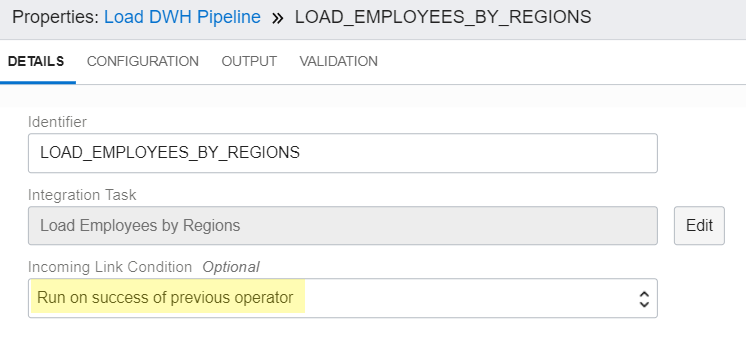 Properties: Load DWH Pipeline » LOAD_EMPLOYEES_BY_REGIONS
DETAILS CONFIGURATION OUTPUT VALIDATION
Identifier
LOAD_EMPLOYEES_BY_REGIONS
Integration Task
Load Employees by Regions Edit
Incoming Link Condition Optional
Run on success of previous operator